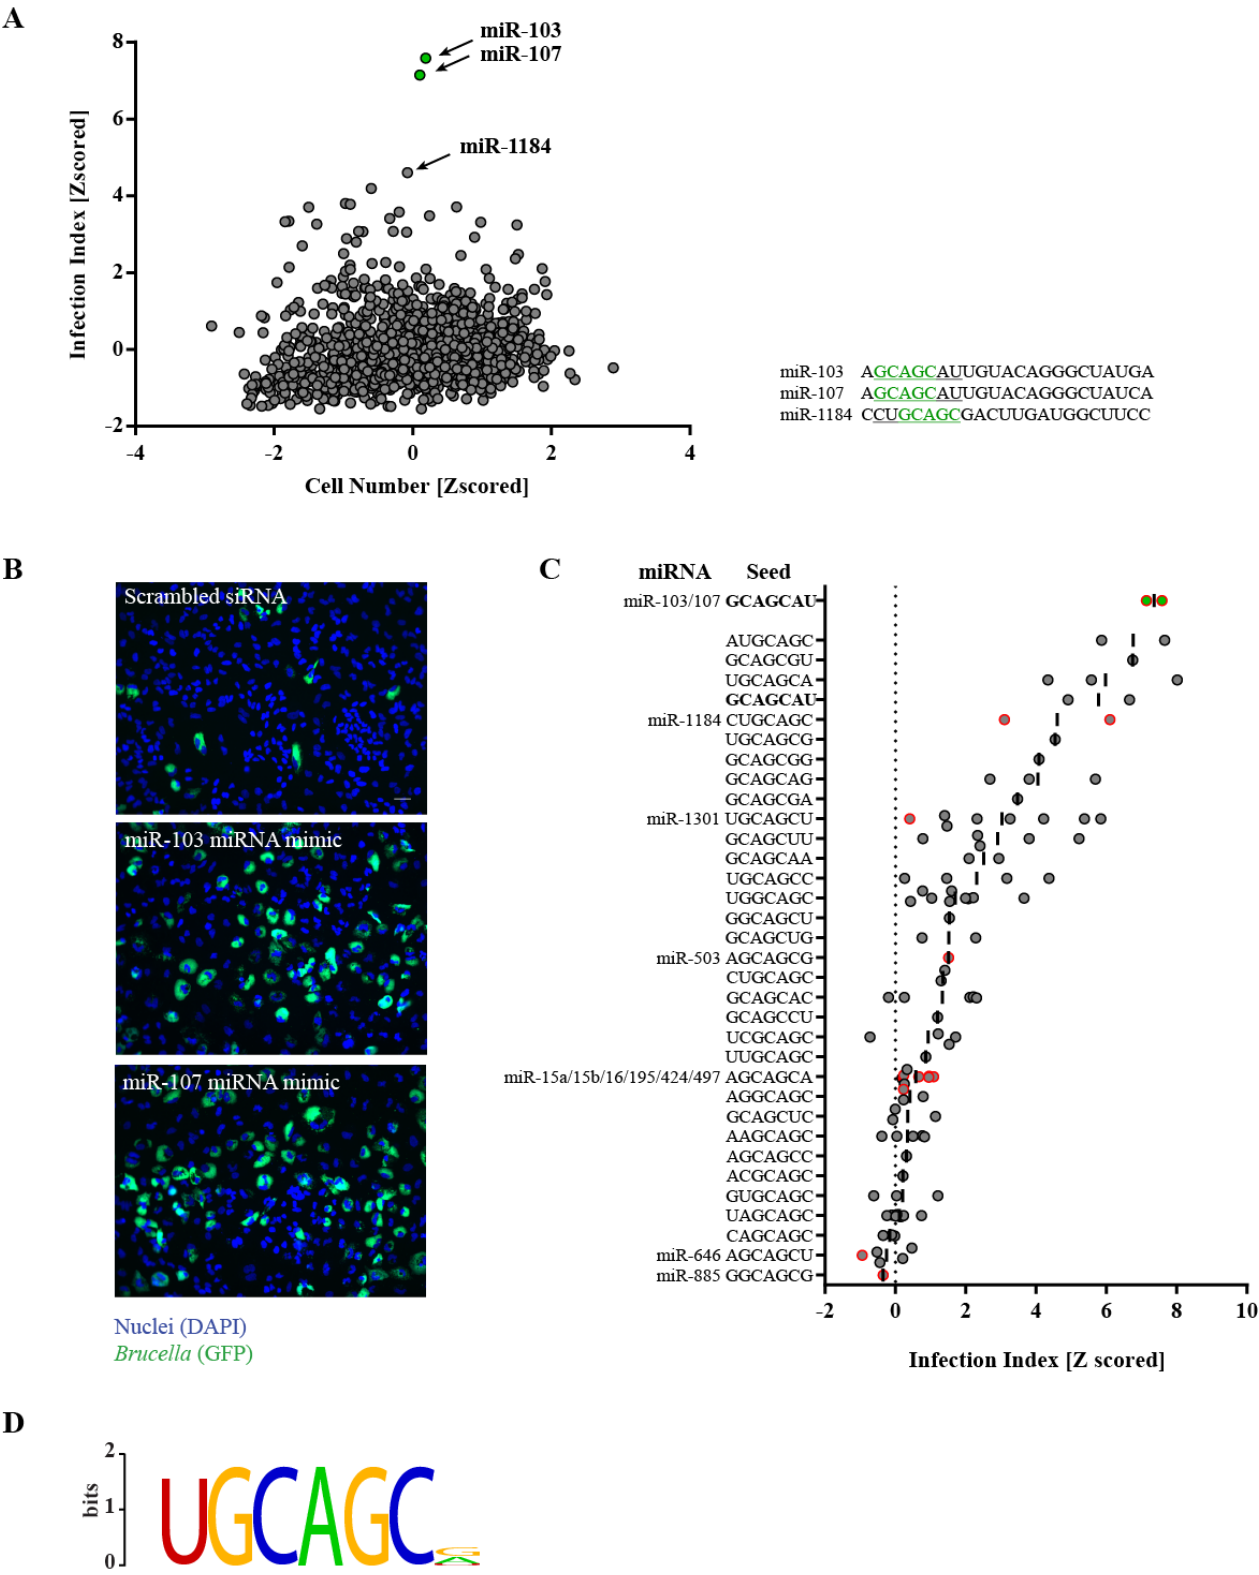 A
8
6
4
2
0
-2
-4
-2
0
2
4
Infection Index [Zscored]
Cell Number [Zscored]
miR-103
miR-107
miR-1184
miR-103 AGCAGCAUUGUACAGGGCUAUGA
miR-107 AGCAGCAUUGUACAGGGCUAUCA
miR-1184 CCUGCAGCGACUUGAUGGCUUCC
B
Scrambled siRNA
miR-103 miRNA mimic
miR-107 miRNA mimic
Nuclei (DAPI)
Brucella (GFP)
C
miRNA Seed
miR-103/107 GCAGCAU
AUGCAGC
GCAGCGU
UGCAGCA
GCAGCAU
miR-1184 CUGCAGC
UGCAGCG
GCAGCGG
GCAGCAG
GCAGCGA
miR-1301 UGCAGCU
GCAGCUU
GCAGCAA
UGCAGCC
UGGCAGC
GGCAGCU
GCAGCUG
miR-503 AGCAGCG
CUGCAGC
GCAGCAC
GCAGCCU
UCGCAGC
UUGCAGC
miR-15a/15b/16/195/424/497 AGCAGCA
AGGCAGC
GCAGCUC
AAGCAGC
AGCAGCC
ACGCAGC
GUGCAGC
UAGCAGC
CAGCAGC
miR-646 AGCAGCU
miR-885 GGCAGCG
-2 0 2 4 6 8 10
Infection Index [Z scored]
D
2
1
0
bits
UGCAGC
G
A